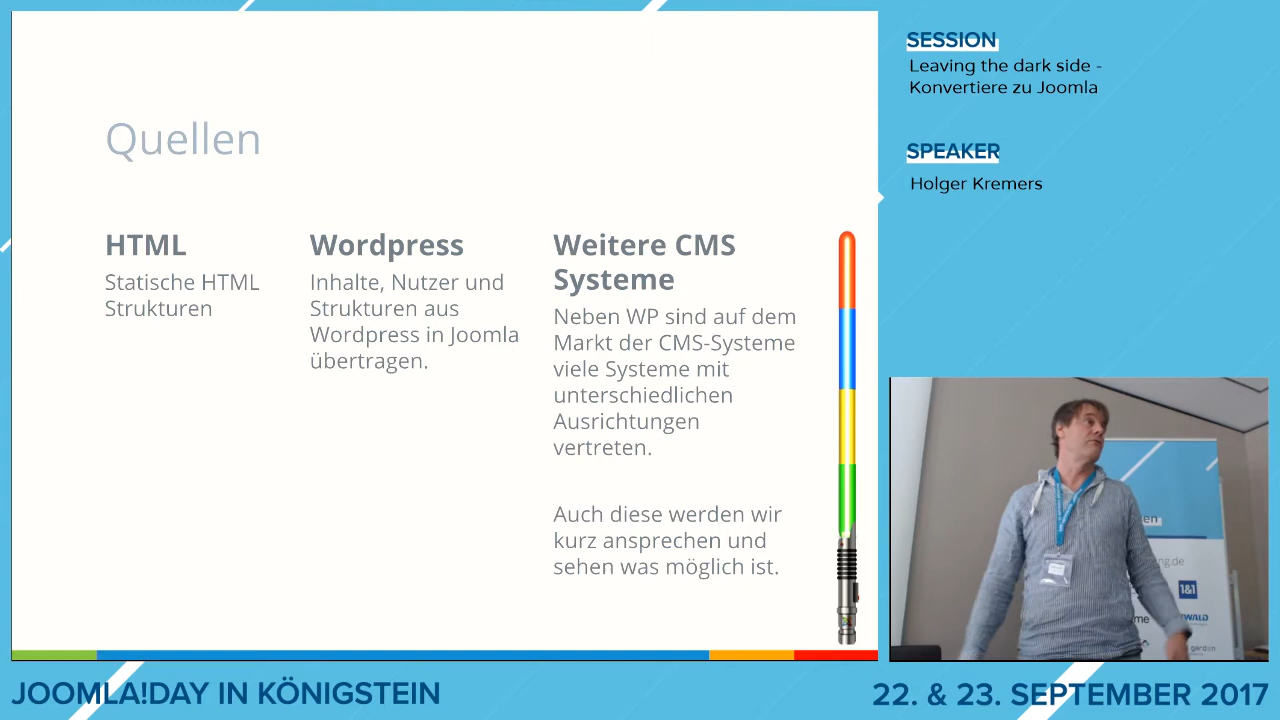 SESSION
Leaving the dark side -
Konvertiere zu Joomla
SPEAKER
Holger Kremers
Quellen
HTML
Statische HTML
Strukturen
Wordpress
Inhalte, Nutzer und
Strukturen aus
Wordpress in Joomla
übertragen.
Weitere CMS
Systeme
Neben WP sind auf dem
Markt der CMS-Systeme
viele Systeme mit
unterschiedlichen
Ausrichtungen
vertreten.
Auch diese werden wir
kurz ansprechen und
sehen was möglich ist.
1&1
JOOMLA!DAY IN KÖNIGSTEIN
22. & 23. SEPTEMBER 2017